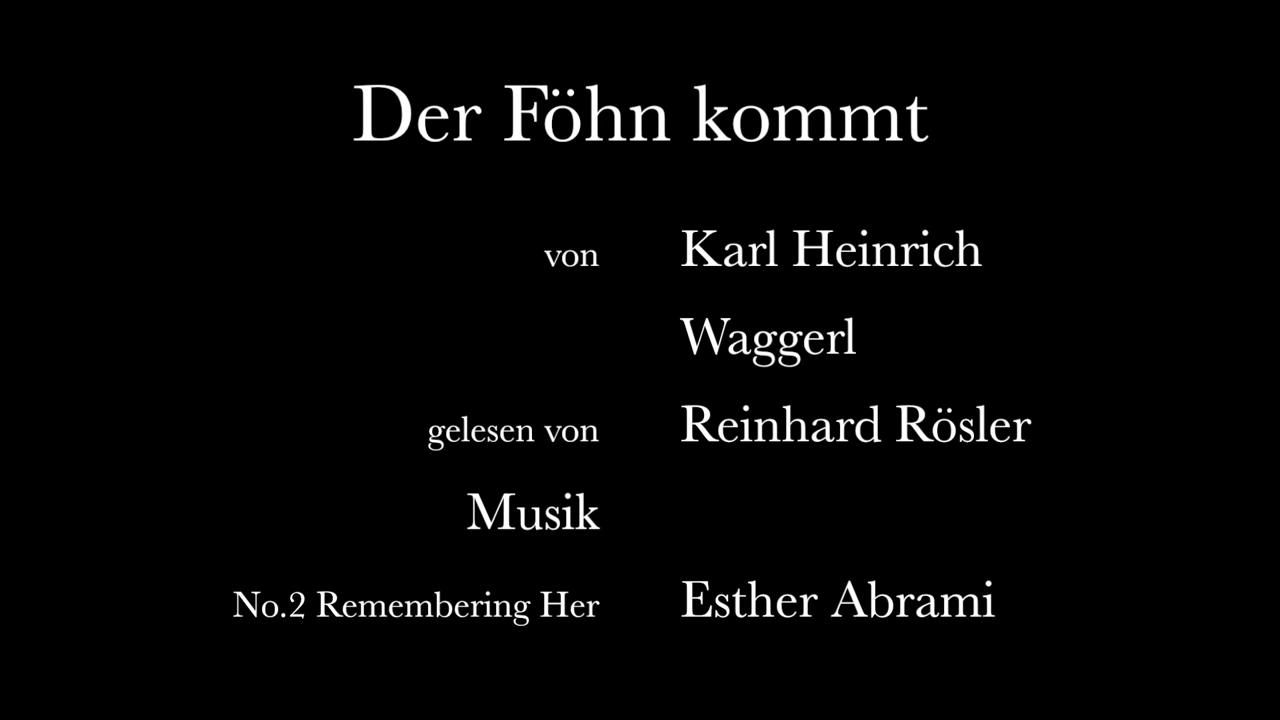 Der Föhn kommt
von Karl Heinrich
Waggerl
gelesen von Reinhard Rösler
Musik
No.2 Remembering Her Esther Abrami